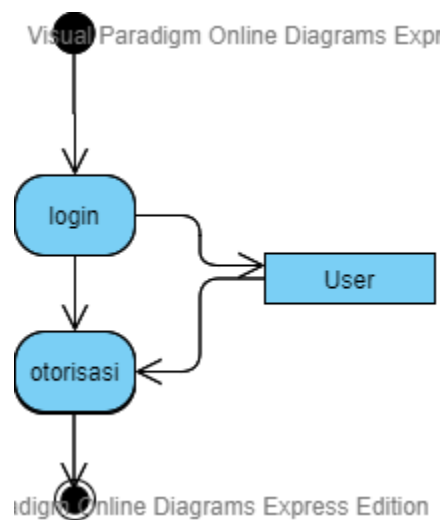 Visual Paradigm Online Diagrams Expr
login
User
otorisasi
adigm Online Diagrams Express Edition